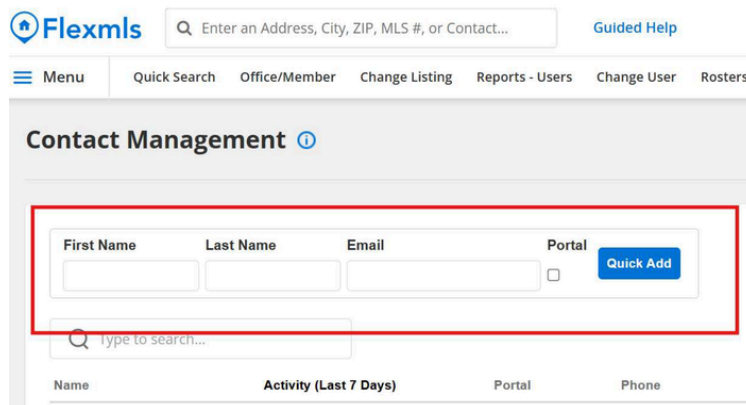 Flexmls
Enter an Address, City, ZIP, MLS #, or Contact...
Guided Help
Menu
Quick Search
Office/Member
Change Listing
Reports - Users
Change User
Rosters
Contact Management
First Name
Last Name
Email
Portal
Quick Add
Type to search...
Name
Activity (Last 7 Days)
Portal
Phone